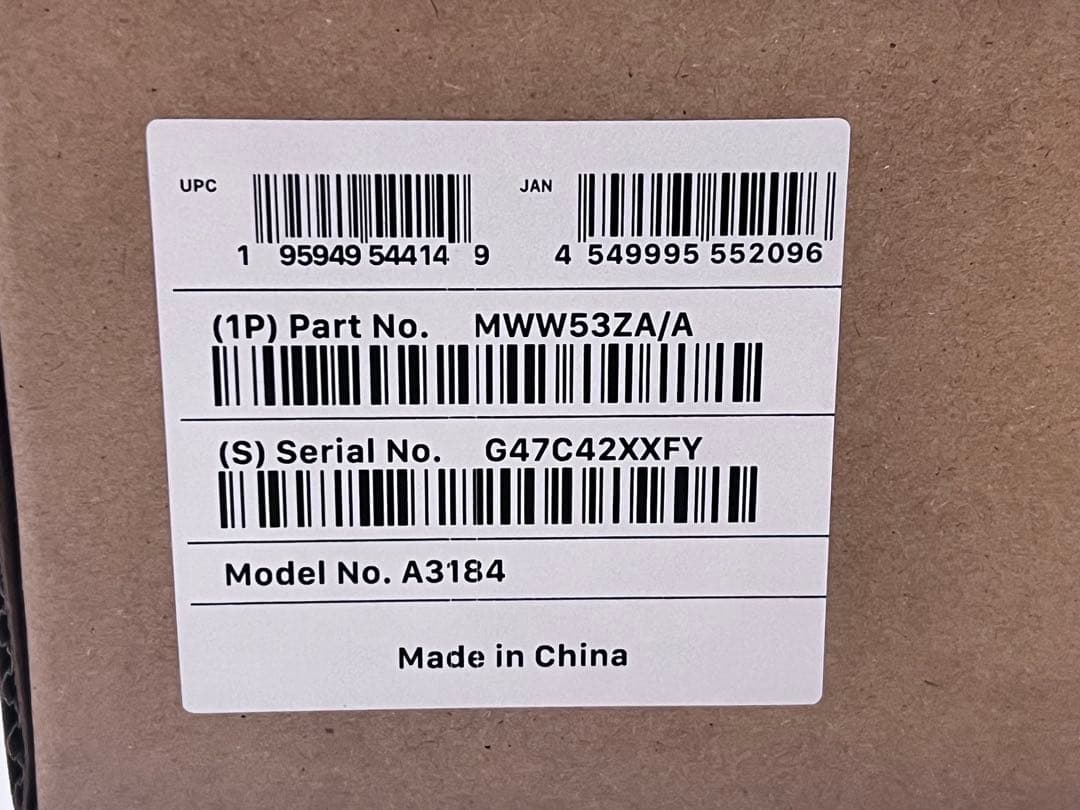 UPC
1 95949 54414 9
JAN
4 549995 552096
(1P) Part No. MWW53ZA/A
(S) Serial No. G47C42XXFY
Model No. A3184
Made in China